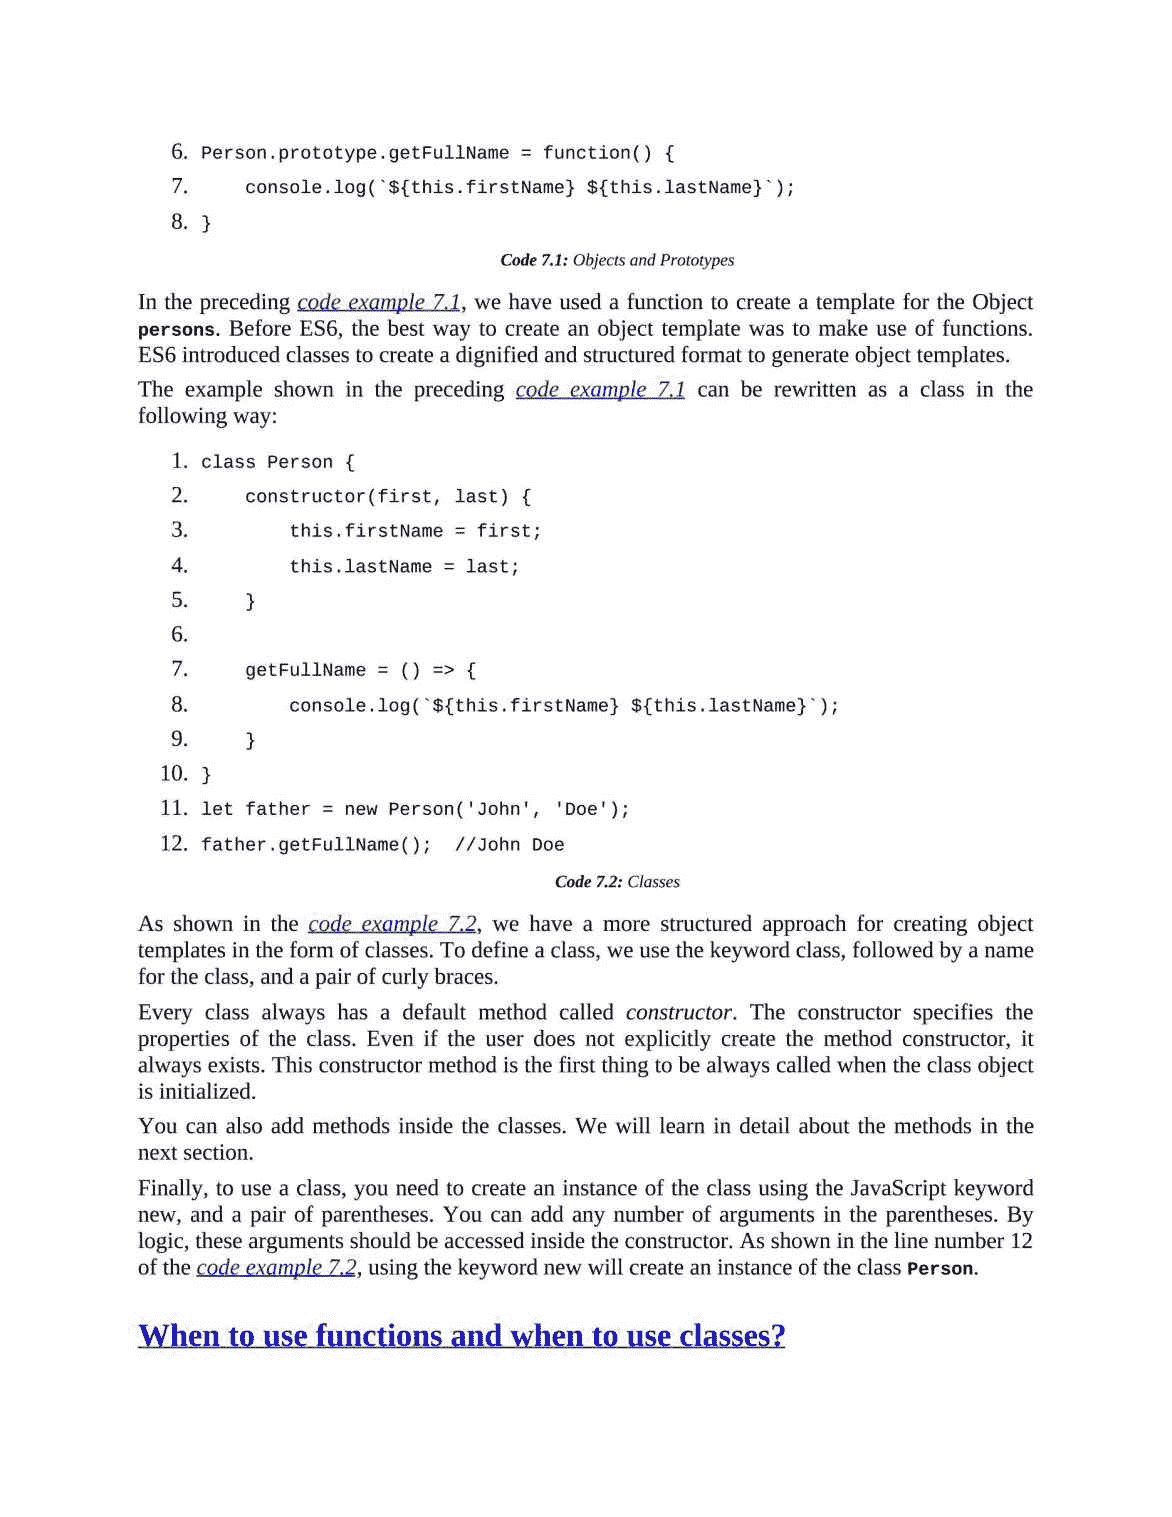 6. Person.prototype.getFullName = function() {
7.     console.log(`${this.firstName} ${this.lastName}`);
8. }
Code 7.1: Objects and Prototypes
In the preceding code example 7.1, we have used a function to create a template for the Object
persons. Before ES6, the best way to create an object template was to make use of functions.
ES6 introduced classes to create a dignified and structured format to generate object templates.
The example shown in the preceding code example 7.1 can be rewritten as a class in the
following way:
1. class Person {
2.     constructor(first, last) {
3.         this.firstName = first;
4.         this.lastName = last;
5.     }
6.
7.     getFullName = () => {
8.         console.log(`${this.firstName} ${this.lastName}`);
9.     }
10. }
11. let father = new Person('John', 'Doe');
12. father.getFullName();  //John Doe
Code 7.2: Classes
As shown in the code example 7.2, we have a more structured approach for creating object
templates in the form of classes. To define a class, we use the keyword class, followed by a name
for the class, and a pair of curly braces.
Every class always has a default method called constructor. The constructor specifies the
properties of the class. Even if the user does not explicitly create the method constructor, it
always exists. This constructor method is the first thing to be always called when the class object
is initialized.
You can also add methods inside the classes. We will learn in detail about the methods in the
next section.
Finally, to use a class, you need to create an instance of the class using the JavaScript keyword
new, and a pair of parentheses. You can add any number of arguments in the parentheses. By
logic, these arguments should be accessed inside the constructor. As shown in the line number 12
of the code example 7.2, using the keyword new will create an instance of the class Person.
When to use functions and when to use classes?